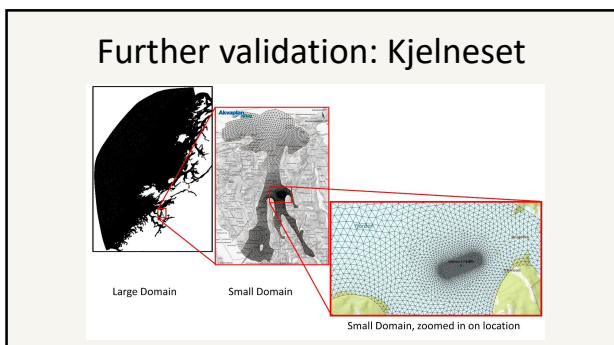 Further validation: Kjelneset
Akvaplan
niva
Large Domain
Small Domain
Small Domain, zoomed in on location